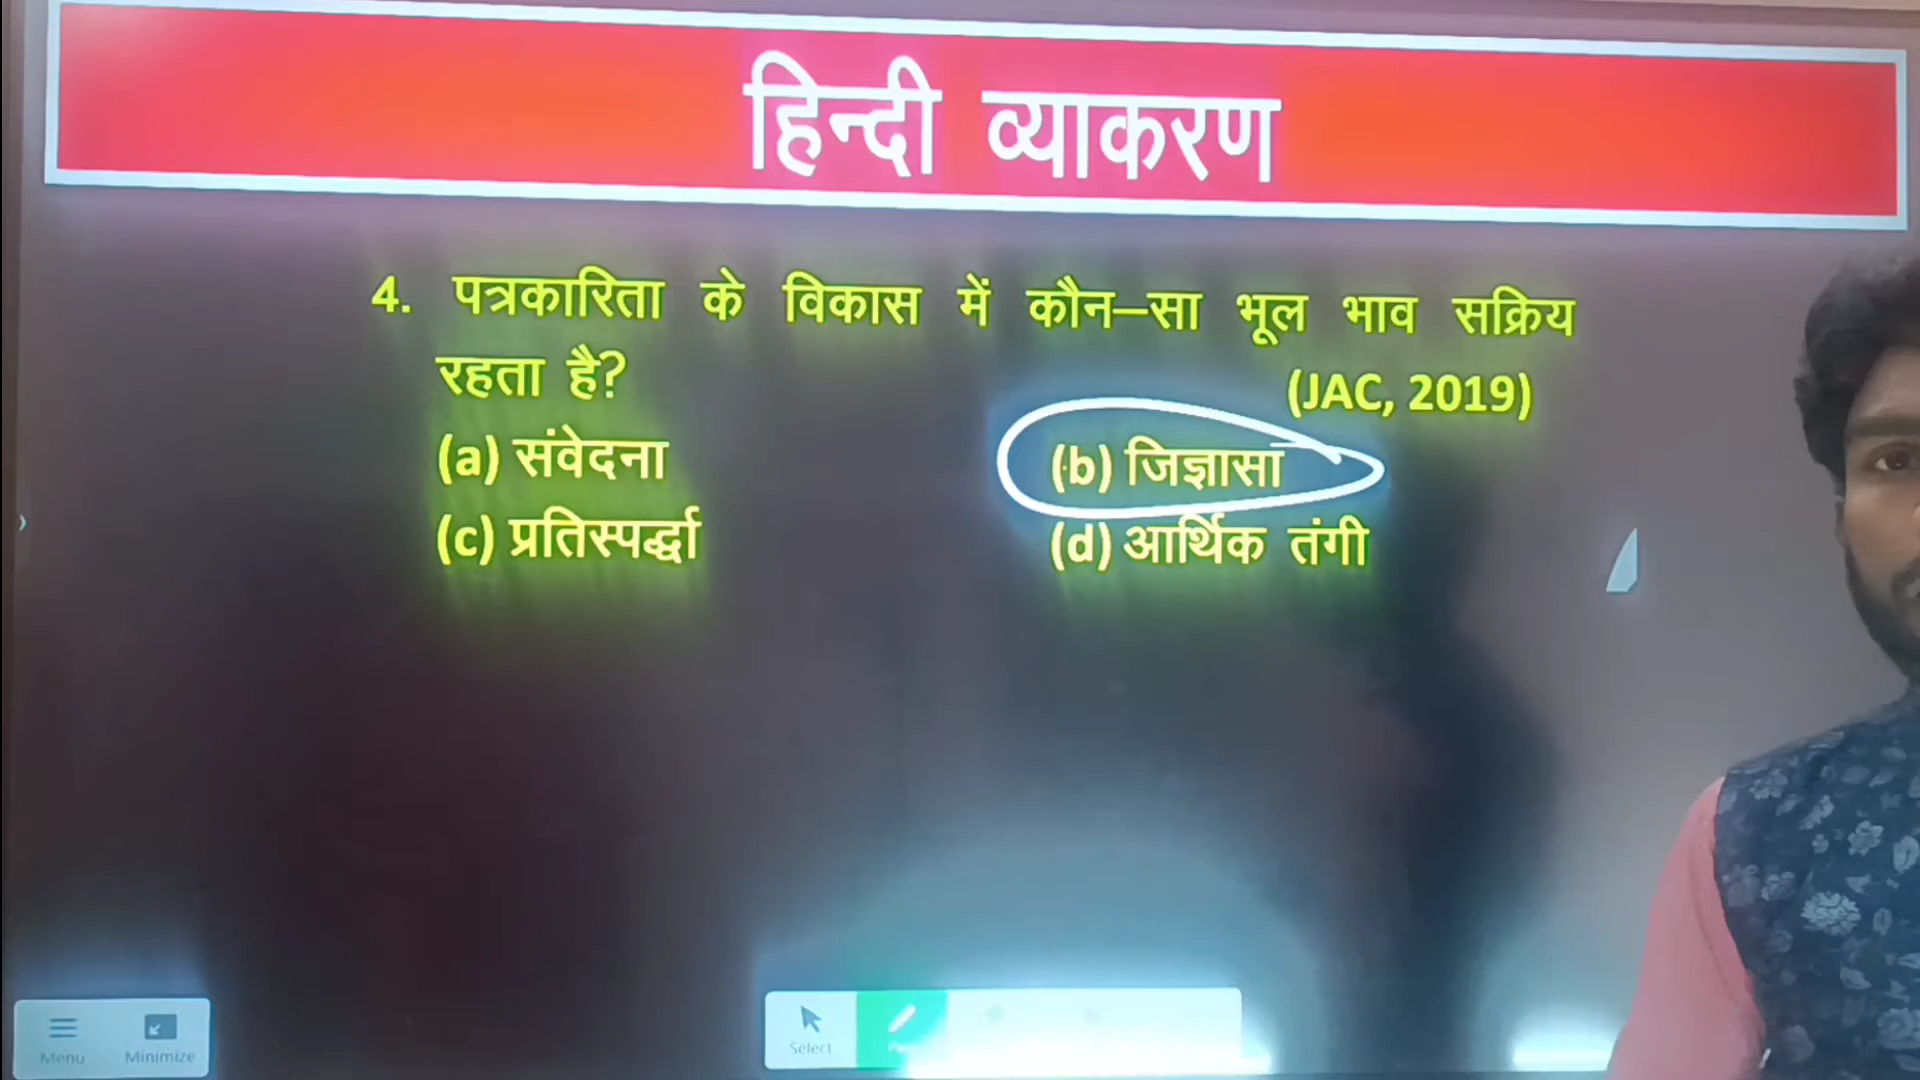 हिन्दी व्याकरण
4. पत्रकारिता के विकास में कौन–सा भूल भाव सक्रिय
रहता है? (JAC, 2019)
(a) संवेदना (b) जिज्ञासा
(c) प्रतिस्पर्द्धा (d) आर्थिक तंगी
Menu Minimize Select